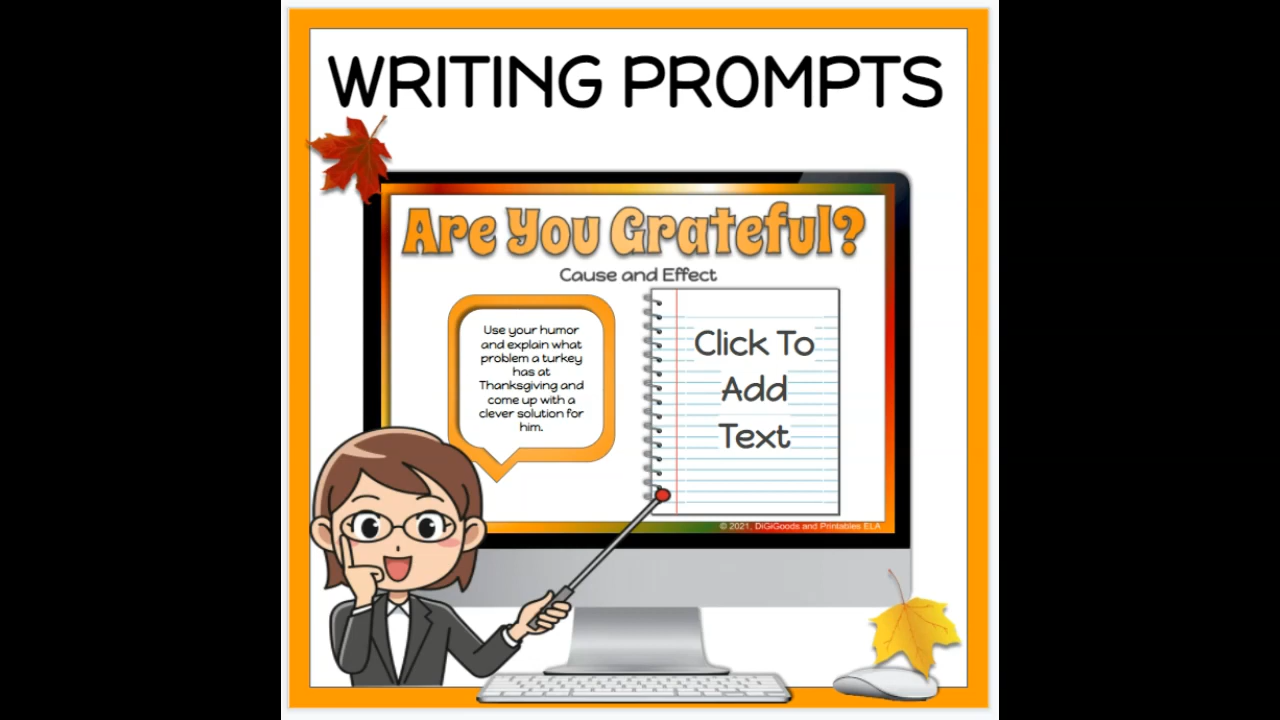 WRITING PROMPTS
Are You Grateful?
Cause and Effect
Use your humor
and explain what
problem a turkey
has at
Thanksgiving and
come up with a
clever solution for
him.
Click To
Add
Text
© 2021, DiGiGoods and Printables ELA